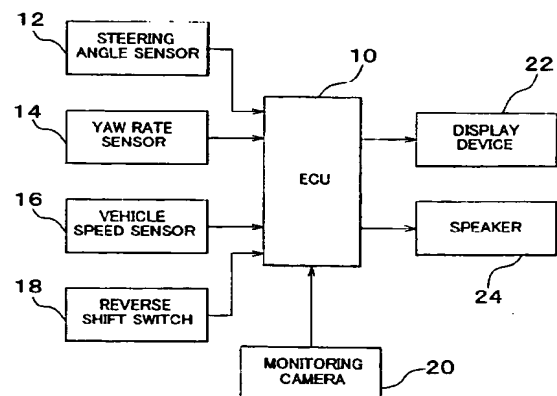 12
STEERING
ANGLE SENSOR
10
22
14
YAW RATE
SENSOR
ECU
DISPLAY
DEVICE
16
VEHICLE
SPEED SENSOR
SPEAKER
24
18
REVERSE
SHIFT SWITCH
MONITORING
CAMERA
20